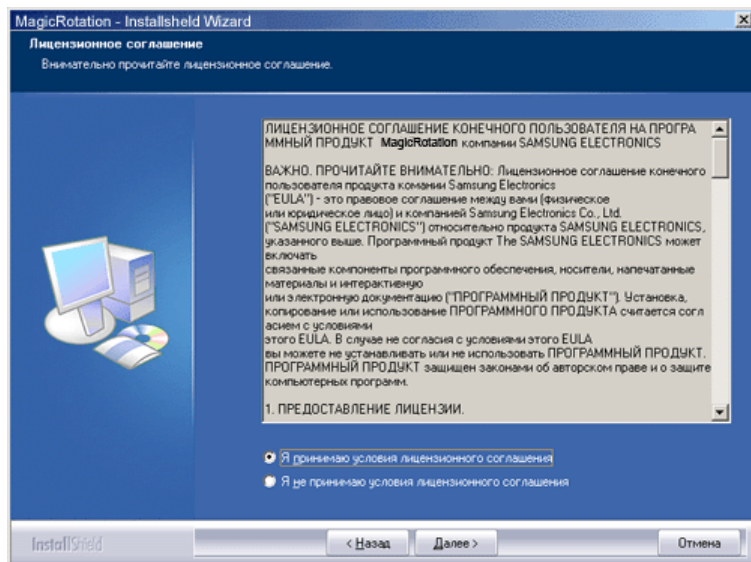 MagicRotation - Installsheld Wizard
Лицензионное соглашение
Внимательно прочитайте лицензионное соглашение.
ЛИЦЕНЗИОННОЕ СОГЛАШЕНИЕ КОНЕЧНОГО ПОЛЬЗОВАТЕЛЯ НА ПРОГРА
ММНЫЙ ПРОДУКТ MagicRotation компании SAMSUNG ELECTRONICS
ВАЖНО. ПРОЧИТАЙТЕ ВНИМАТЕЛЬНО: Лицензионное соглашение конечного
пользователя продукта комании Samsung Electronics
("EULA") - это правовое соглашение между вами (физическое
или юридическое лицо) и компанией Samsung Electronics Co., Ltd.
("SAMSUNG ELECTRONICS") относительно продукта SAMSUNG ELECTRONICS,
указанного выше. Программный продукт The SAMSUNG ELECTRONICS может
включать
связанные компоненты программного обеспечения, носители, напечатанные
материалы и интерактивную
или электронную документацию ("ПРОГРАММНЫЙ ПРОДУКТ"). Установка,
копирование или использование ПРОГРАММНОГО ПРОДУКТА считается согл
асием с условиями
этого EULA. В случае не согласия с условиями этого EULA
вы можете не устанавливать или не использовать ПРОГРАММНЫЙ ПРОДУКТ.
ПРОГРАММНЫЙ ПРОДУКТ защищен законами об авторском праве и о защите
компьютерных программ.
1. ПРЕДОСТАВЛЕНИЕ ЛИЦЕНЗИИ.
Я принимаю условия лицензионного соглашения
Я не принимаю условия лицензионного соглашения
InstallShield
< Назад
Далее >
Отмена